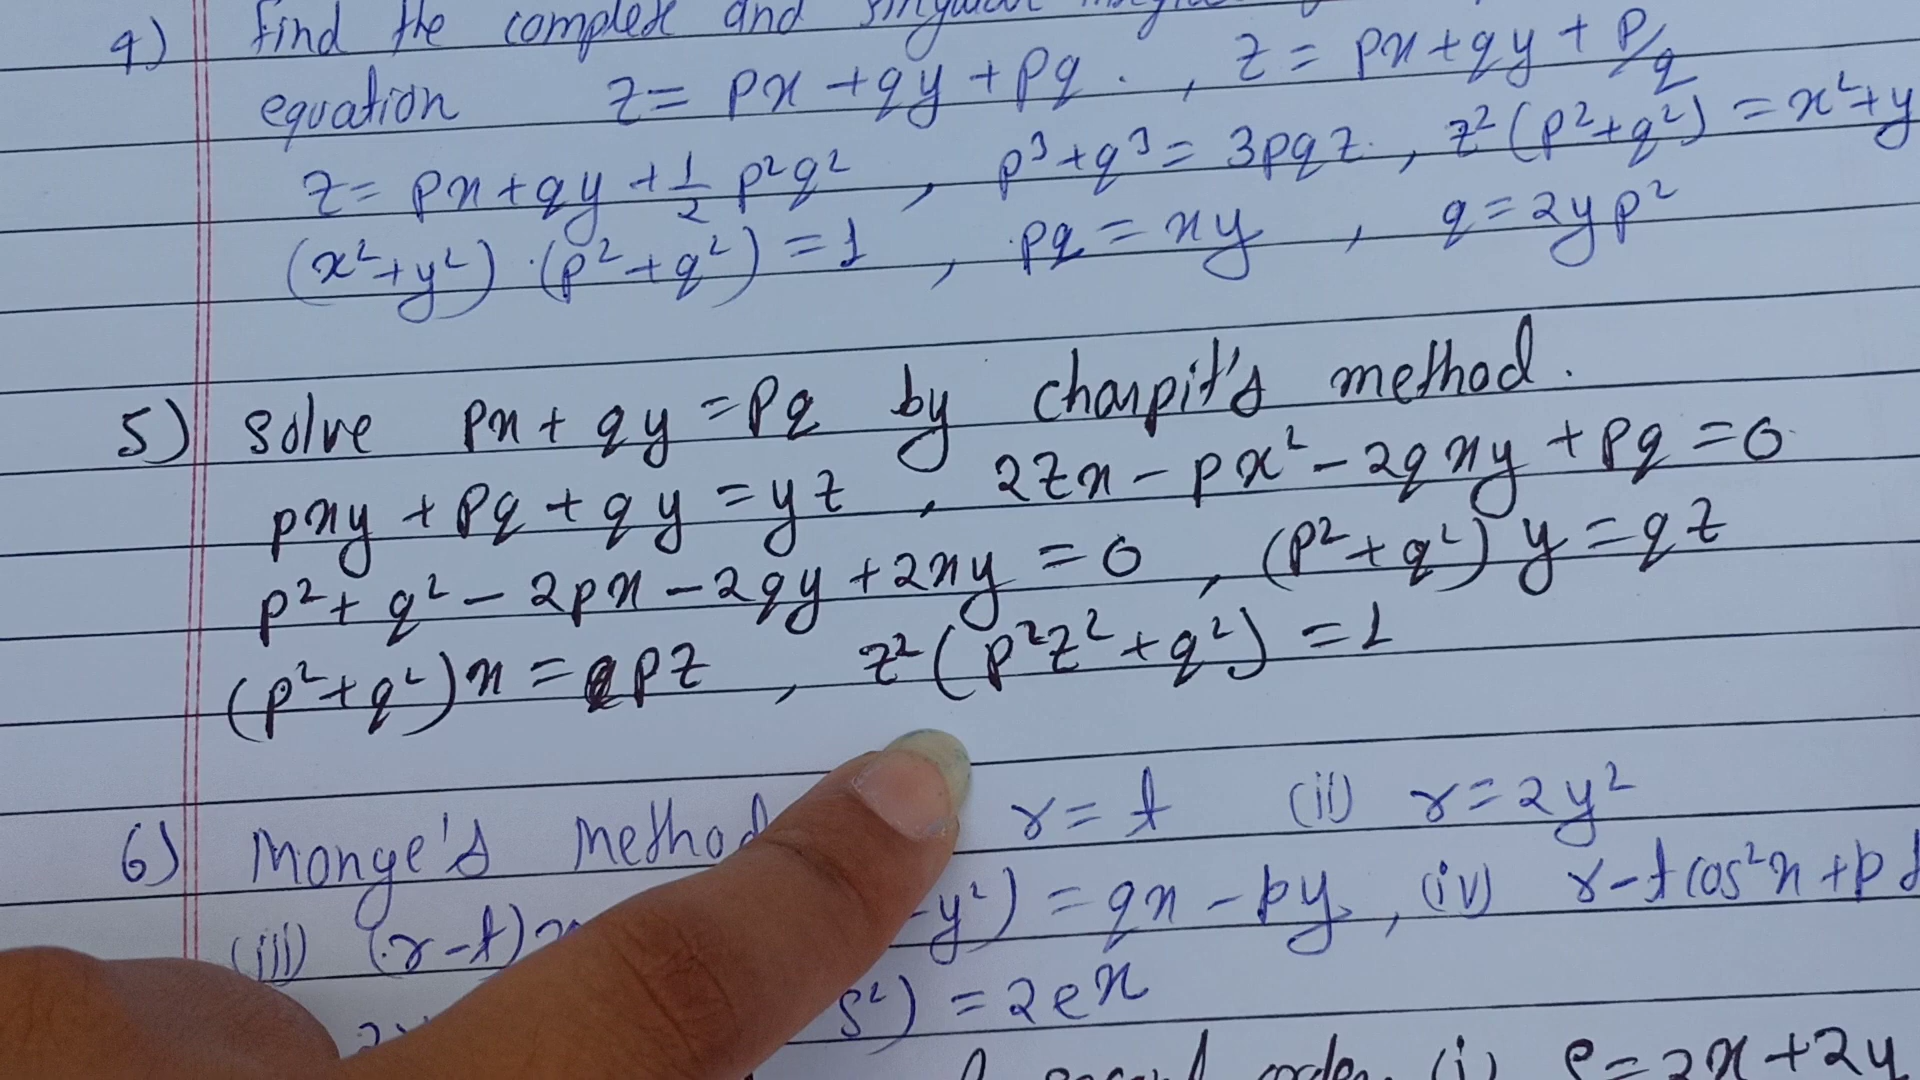 4) find the complete and
equation z = px + qy + pq. , z = px + qy + p/q
z = px + qy + 1/2 p²q² , p³ + q³ = 3pqz. , z²(p² + q²) = x² + y
(x² + y²) · (p² + q²) = 1 , pq = xy , q = 2yp²
5) solve px + qy = pq by charpit's method.
pxy + pq + qy = yz , 2zx - px² - 2qxy + pq = 0
p² + q² - 2px - 2qy + 2xy = 0 , (p² + q²) y = qz
(p² + q²)x = pz , z²(p²z² + q²) = 1
6) Monge's Method r = t (ii) r = 2y²
(iii) (r-t) -y²) = qx - py , (iv) r - t cos²x + p
s²) = 2ex
order. (i) = 2x + 2y